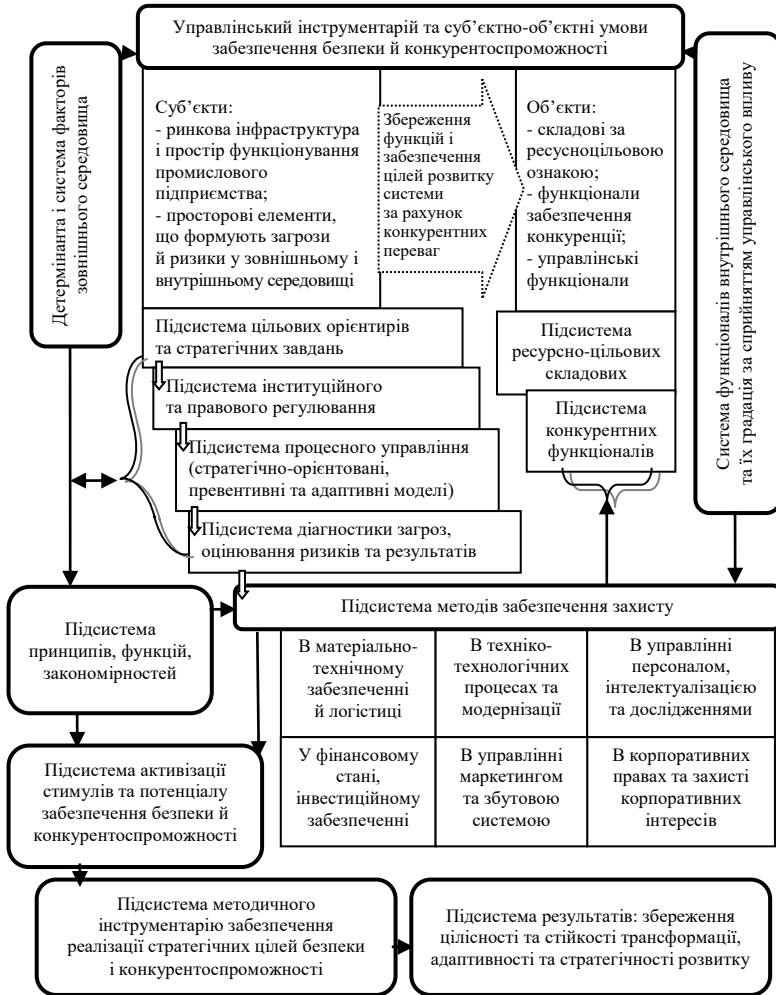 Управлінський інструментарій та суб’єктно-об’єктні умови
забезпечення безпеки й конкурентоспроможності
Детермінанта і система факторів
зовнішнього середовища
Суб’єкти:
- ринкова інфраструктура
і простір функціонування
промислового
підприємства;
- просторові елементи,
що формують загрози
й ризики у зовнішньому і
внутрішньому середовищі
Збереження
функцій і
забезпечення
цілей розвитку
системи
за рахунок
конкурентних
переваг
Об’єкти:
- складові за
ресусноцільовою
ознакою;
- функціонали
забезпечення
конкуренції;
- управлінські
функціонали
Система функціоналів внутрішнього середовища
та їх градація за сприйняттям управлінського впливу
Підсистема цільових орієнтирів
та стратегічних завдань
Підсистема інституційного
та правового регулювання
Підсистема процесного управління
(стратегічно-орієнтовані,
превентивні та адаптивні моделі)
Підсистема діагностики загроз,
оцінювання ризиків та результатів
Підсистема
ресурсно-цільових
складових
Підсистема
конкурентних
функціоналів
Підсистема
принципів, функцій,
закономірностей
Підсистема методів забезпечення захисту
В матеріально-
технічному
забезпеченні
й логістиці
В техніко-
технологічних
процесах та
модернізації
В управлінні
персоналом,
інтелектуалізацією
та дослідженнями
У фінансовому
стані,
інвестиційному
забезпеченні
В управлінні
маркетингом
та збутовою
системою
В корпоративних
правах та захисті
корпоративних
інтересів
Підсистема активізації
стимулів та потенціалу
забезпечення безпеки й
конкурентоспроможності
Підсистема методичного
інструментарію забезпечення
реалізації стратегічних цілей безпеки
і конкурентоспроможності
Підсистема результатів: збереження
цілісності та стійкості трансформації,
адаптивності та стратегічності розвитку